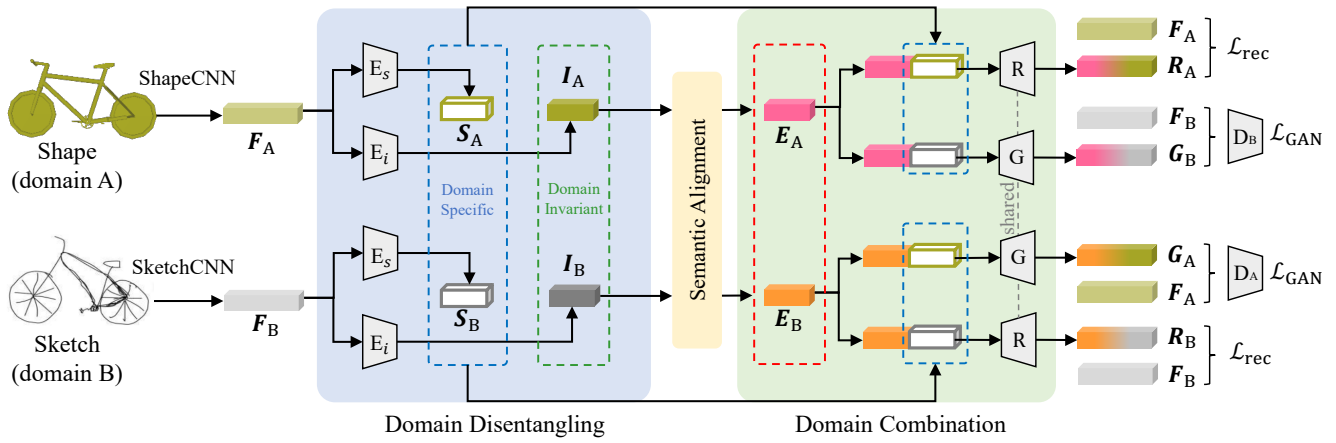 Shape
(domain A)
ShapeCNN
F_A
E_s
E_i
S_A
I_A
Domain
Specific
Domain
Invariant
Sketch
(domain B)
SketchCNN
F_B
E_s
E_i
S_B
I_B
Domain Disentangling
Semantic Alignment
E_A
E_B
R
G
shared
G
R
Domain Combination
F_A
R_A
ℒ_rec
F_B
G_B
D_B
ℒ_GAN
G_A
F_A
D_A
ℒ_GAN
R_B
F_B
ℒ_rec